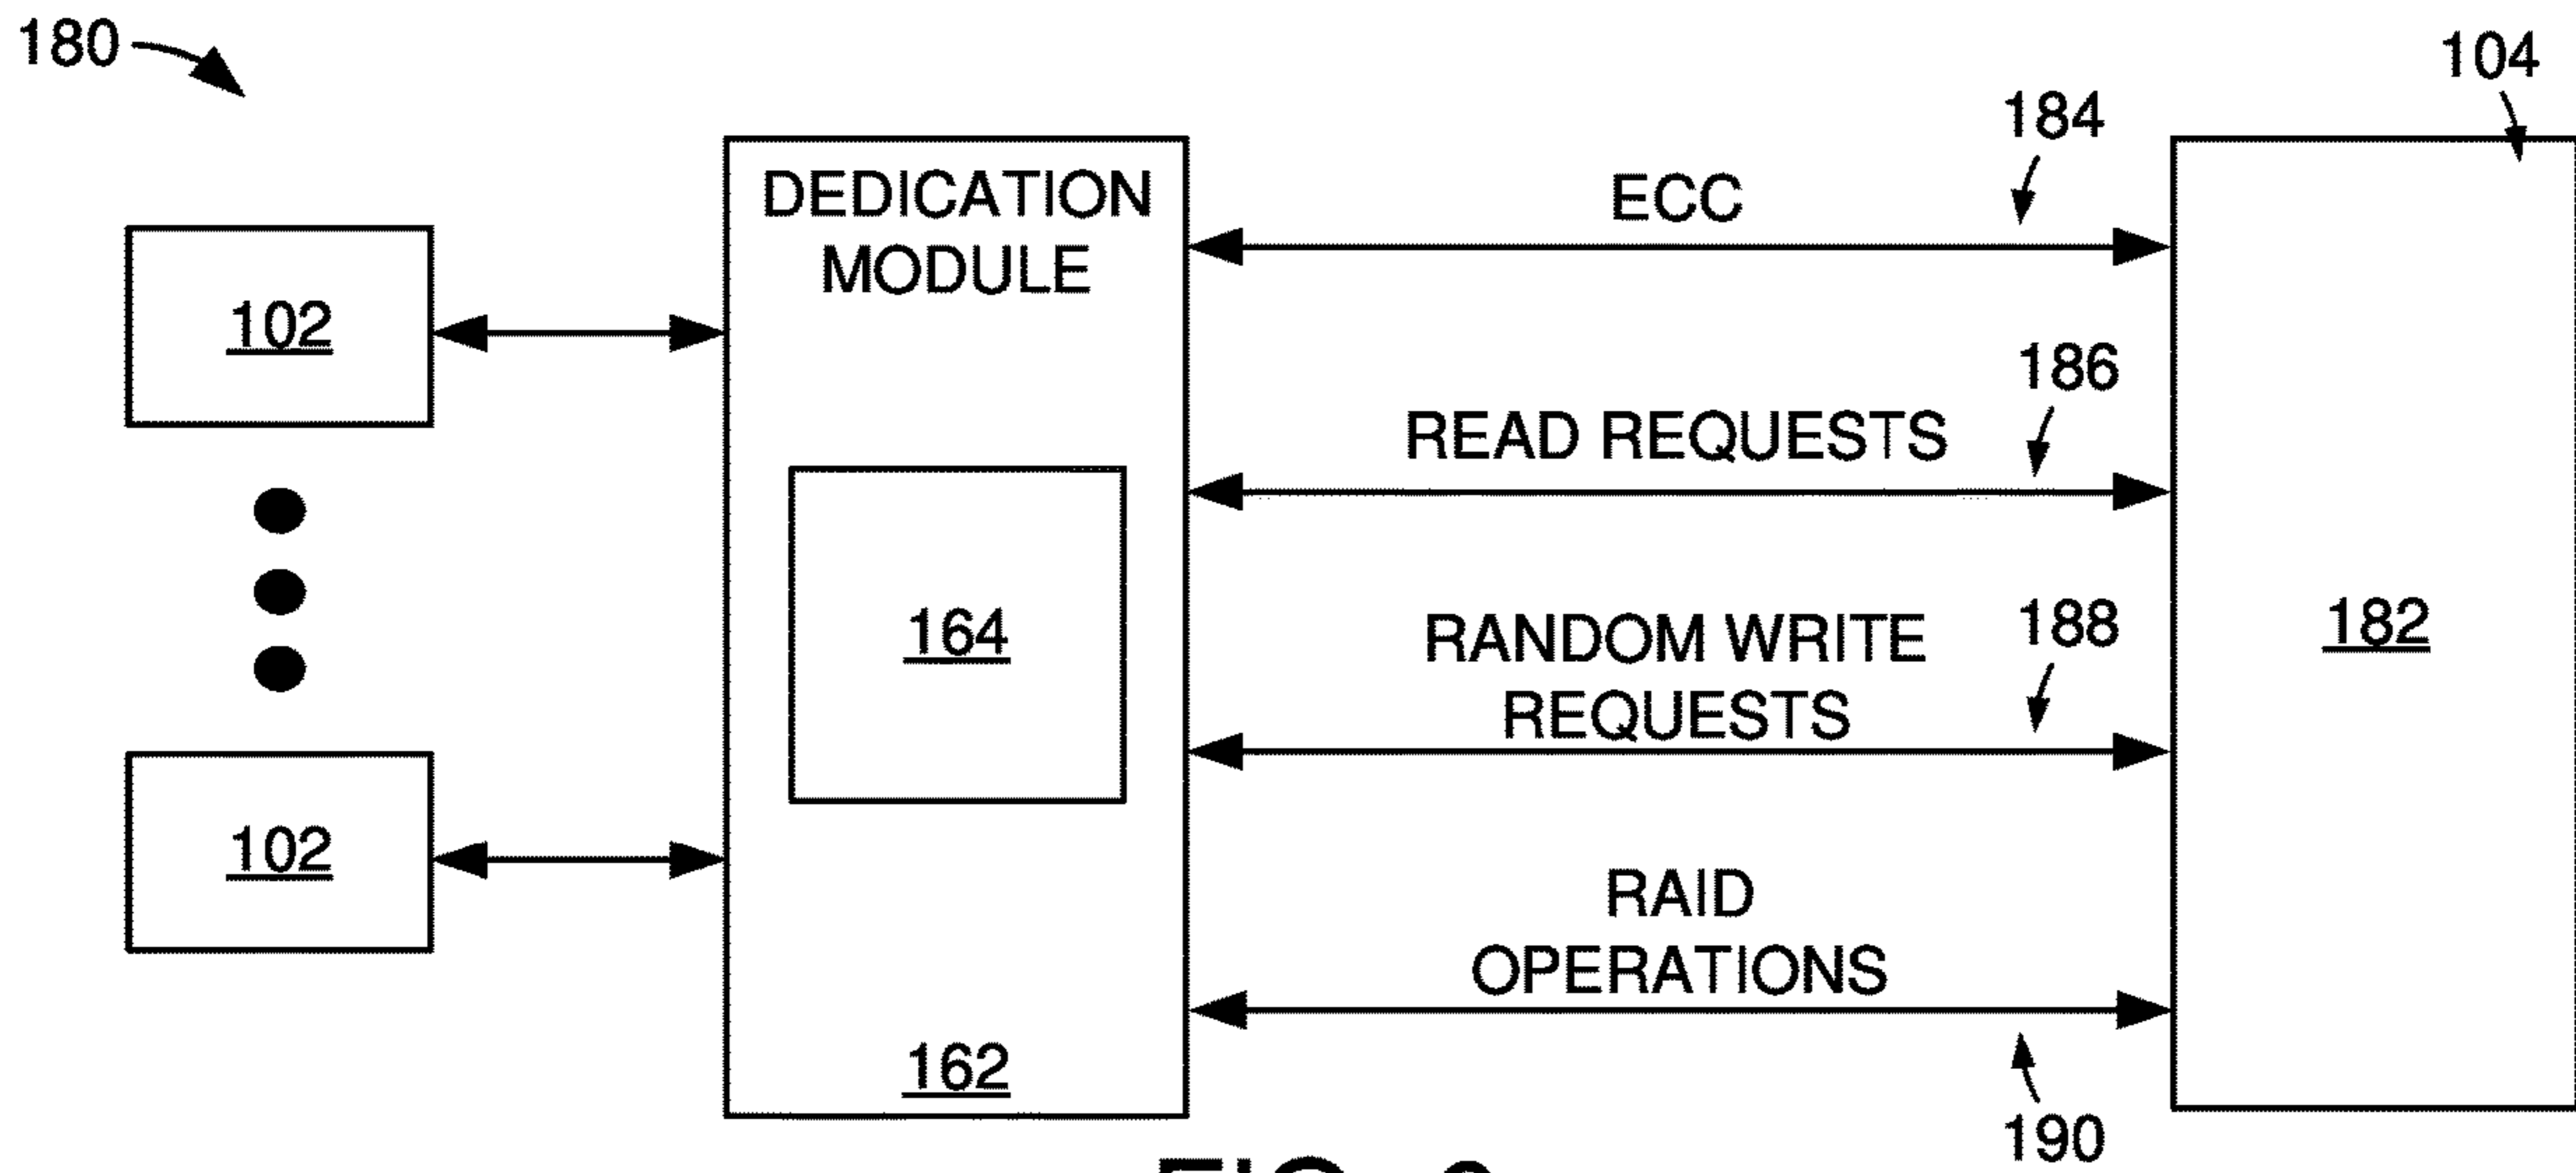 180
104
184
DEDICATION
MODULE
ECC
102
186
READ REQUESTS
164
RANDOM WRITE
REQUESTS
188
182
102
RAID
OPERATIONS
162
190